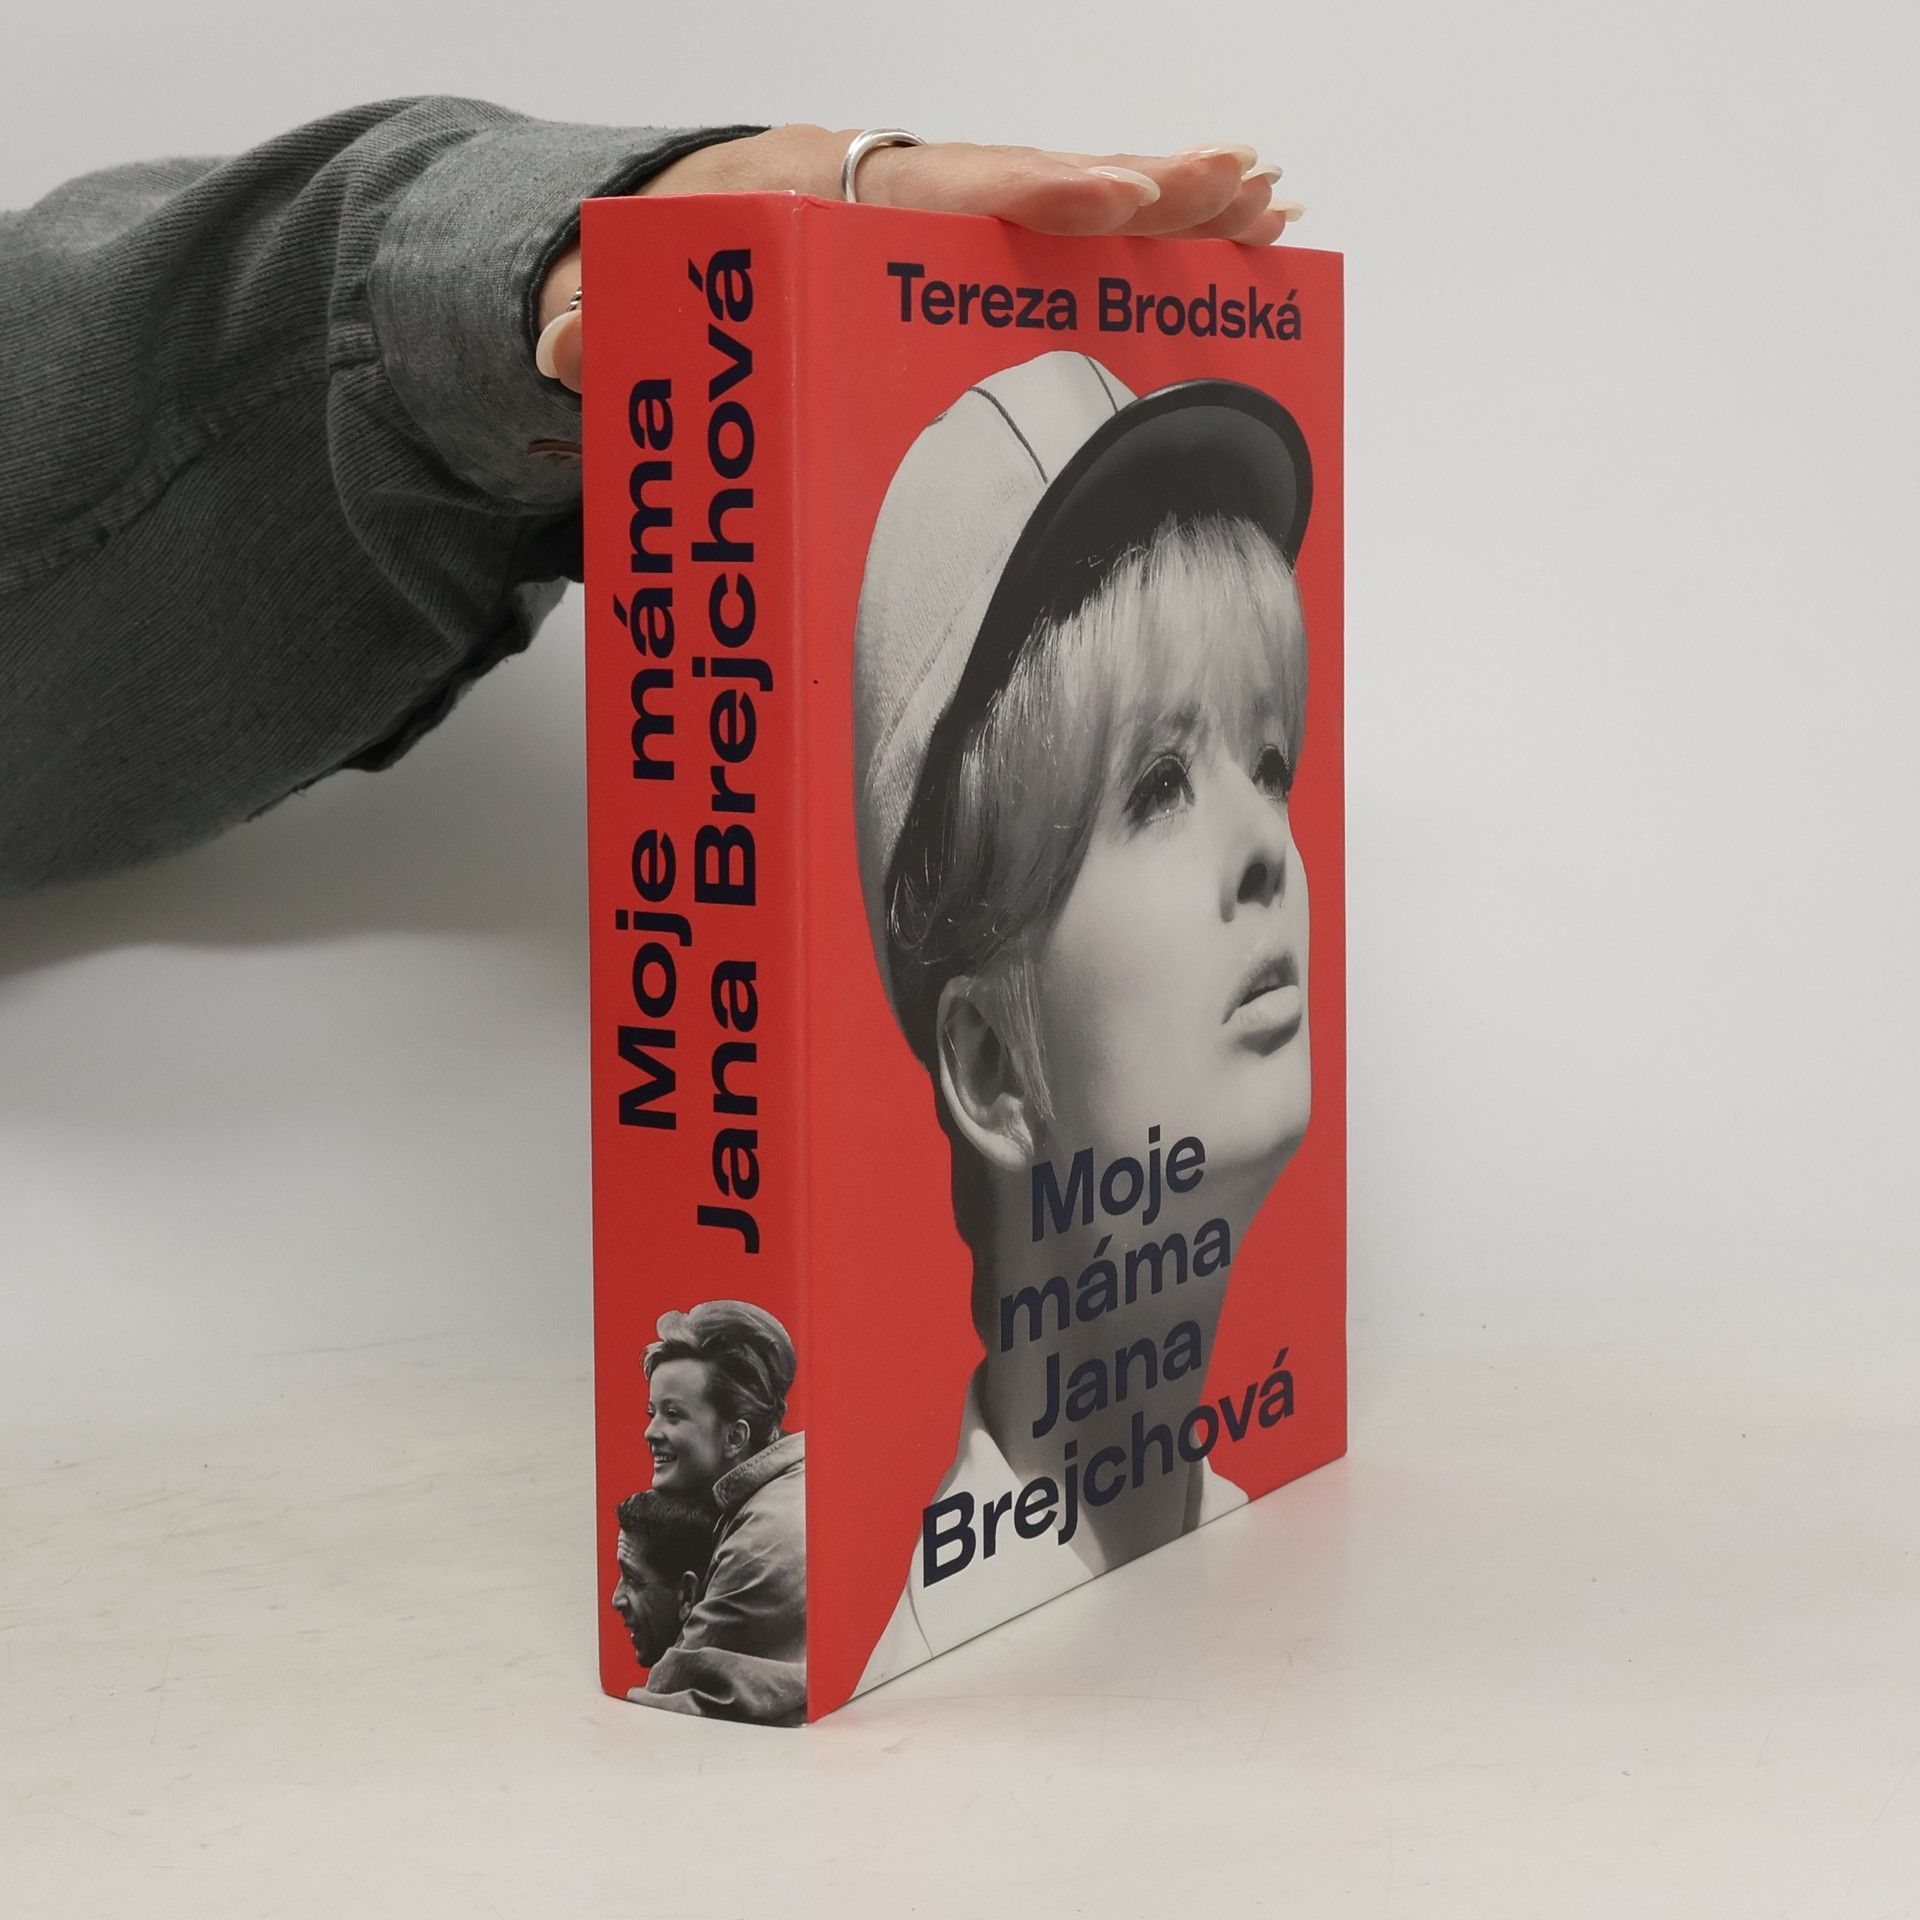 Moje máma
Jana Brejchová
Tereza Brodská
Moje
máma
Jana
Brejchová